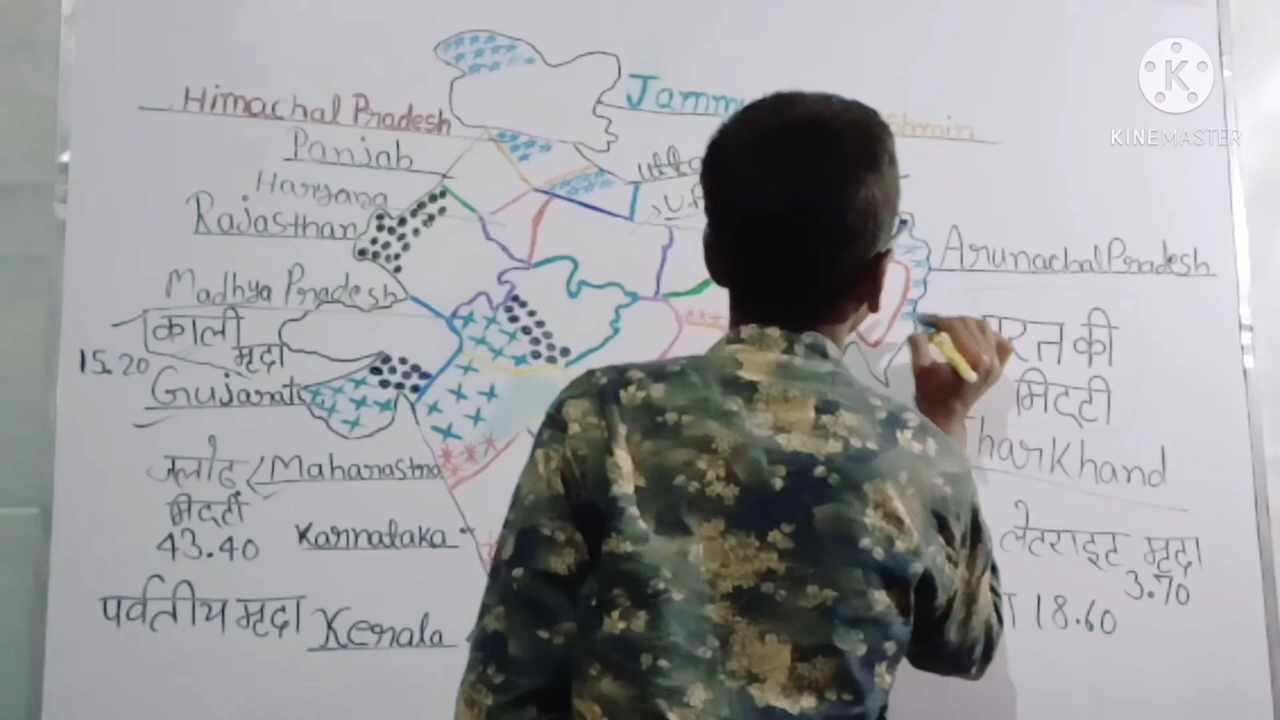 Himachal Pradesh
Panjab
Haryana
Rajasthan
Madhya Pradesh
काली
मृदा
15.20
Gujarat
जलोढ़
मिट्टी
43.40
Maharastra
Karnataka
पर्वतीय मृदा
Kerala
U.P
Arunachal Pradesh
की
मिट्टी
लेटराइट मृदा
3.70
18.60
K
KINEMASTER